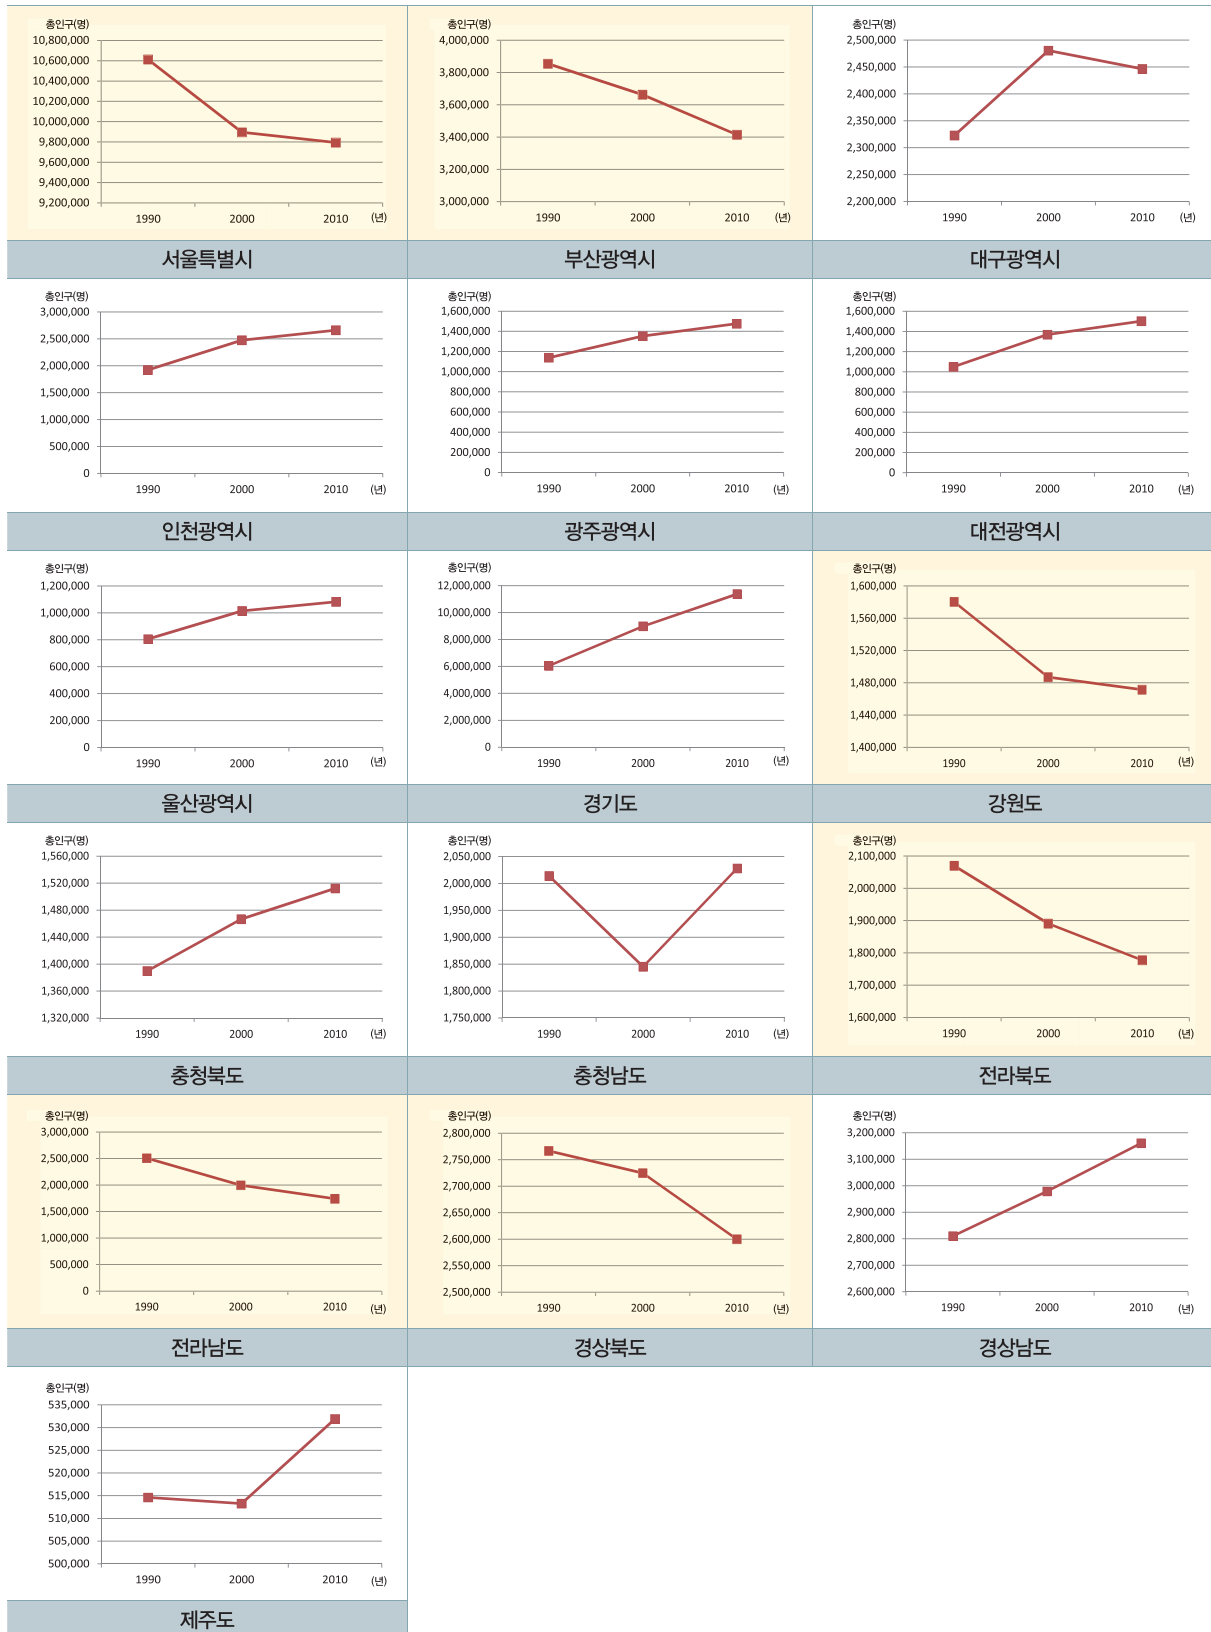 총인구(명)
10,800,000
10,600,000
10,400,000
10,200,000
10,000,000
9,800,000
9,600,000
9,400,000
9,200,000
1990 2000 2010 (년)
서울특별시
총인구(명)
4,000,000
3,800,000
3,600,000
3,400,000
3,200,000
3,000,000
1990 2000 2010 (년)
부산광역시
총인구(명)
2,500,000
2,450,000
2,400,000
2,350,000
2,300,000
2,250,000
2,200,000
1990 2000 2010 (년)
대구광역시
총인구(명)
3,000,000
2,500,000
2,000,000
1,500,000
1,000,000
500,000
0
1990 2000 2010 (년)
인천광역시
총인구(명)
1,600,000
1,400,000
1,200,000
1,000,000
800,000
600,000
400,000
200,000
0
1990 2000 2010 (년)
광주광역시
총인구(명)
1,600,000
1,400,000
1,200,000
1,000,000
800,000
600,000
400,000
200,000
0
1990 2000 2010 (년)
대전광역시
총인구(명)
1,200,000
1,000,000
800,000
600,000
400,000
200,000
0
1990 2000 2010 (년)
울산광역시
총인구(명)
12,000,000
10,000,000
8,000,000
6,000,000
4,000,000
2,000,000
0
1990 2000 2010 (년)
경기도
총인구(명)
1,600,000
1,560,000
1,520,000
1,480,000
1,440,000
1,400,000
1990 2000 2010 (년)
강원도
총인구(명)
1,560,000
1,520,000
1,480,000
1,440,000
1,400,000
1,360,000
1,320,000
1990 2000 2010 (년)
충청북도
총인구(명)
2,050,000
2,000,000
1,950,000
1,900,000
1,850,000
1,800,000
1,750,000
1990 2000 2010 (년)
충청남도
총인구(명)
2,100,000
2,000,000
1,900,000
1,800,000
1,700,000
1,600,000
1990 2000 2010 (년)
전라북도
총인구(명)
3,000,000
2,500,000
2,000,000
1,500,000
1,000,000
500,000
0
1990 2000 2010 (년)
전라남도
총인구(명)
2,800,000
2,750,000
2,700,000
2,650,000
2,600,000
2,550,000
2,500,000
1990 2000 2010 (년)
경상북도
총인구(명)
3,200,000
3,100,000
3,000,000
2,900,000
2,800,000
2,700,000
2,600,000
1990 2000 2010 (년)
경상남도
총인구(명)
535,000
530,000
525,000
520,000
515,000
510,000
505,000
500,000
1990 2000 2010 (년)
제주도